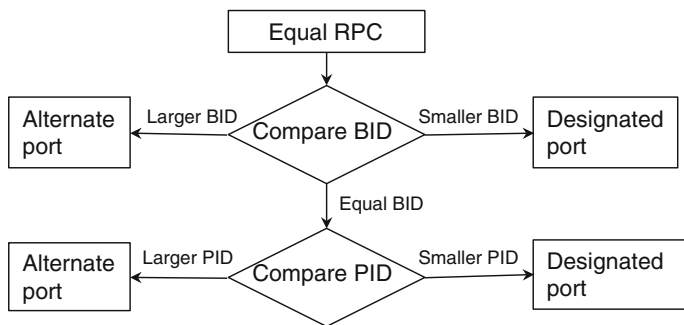 Equal RPC
Larger BID
Smaller BID
Alternate
port
Compare BID
Designated
port
Equal BID
Larger PID
Smaller PID
Alternate
port
Compare PID
Designated
port